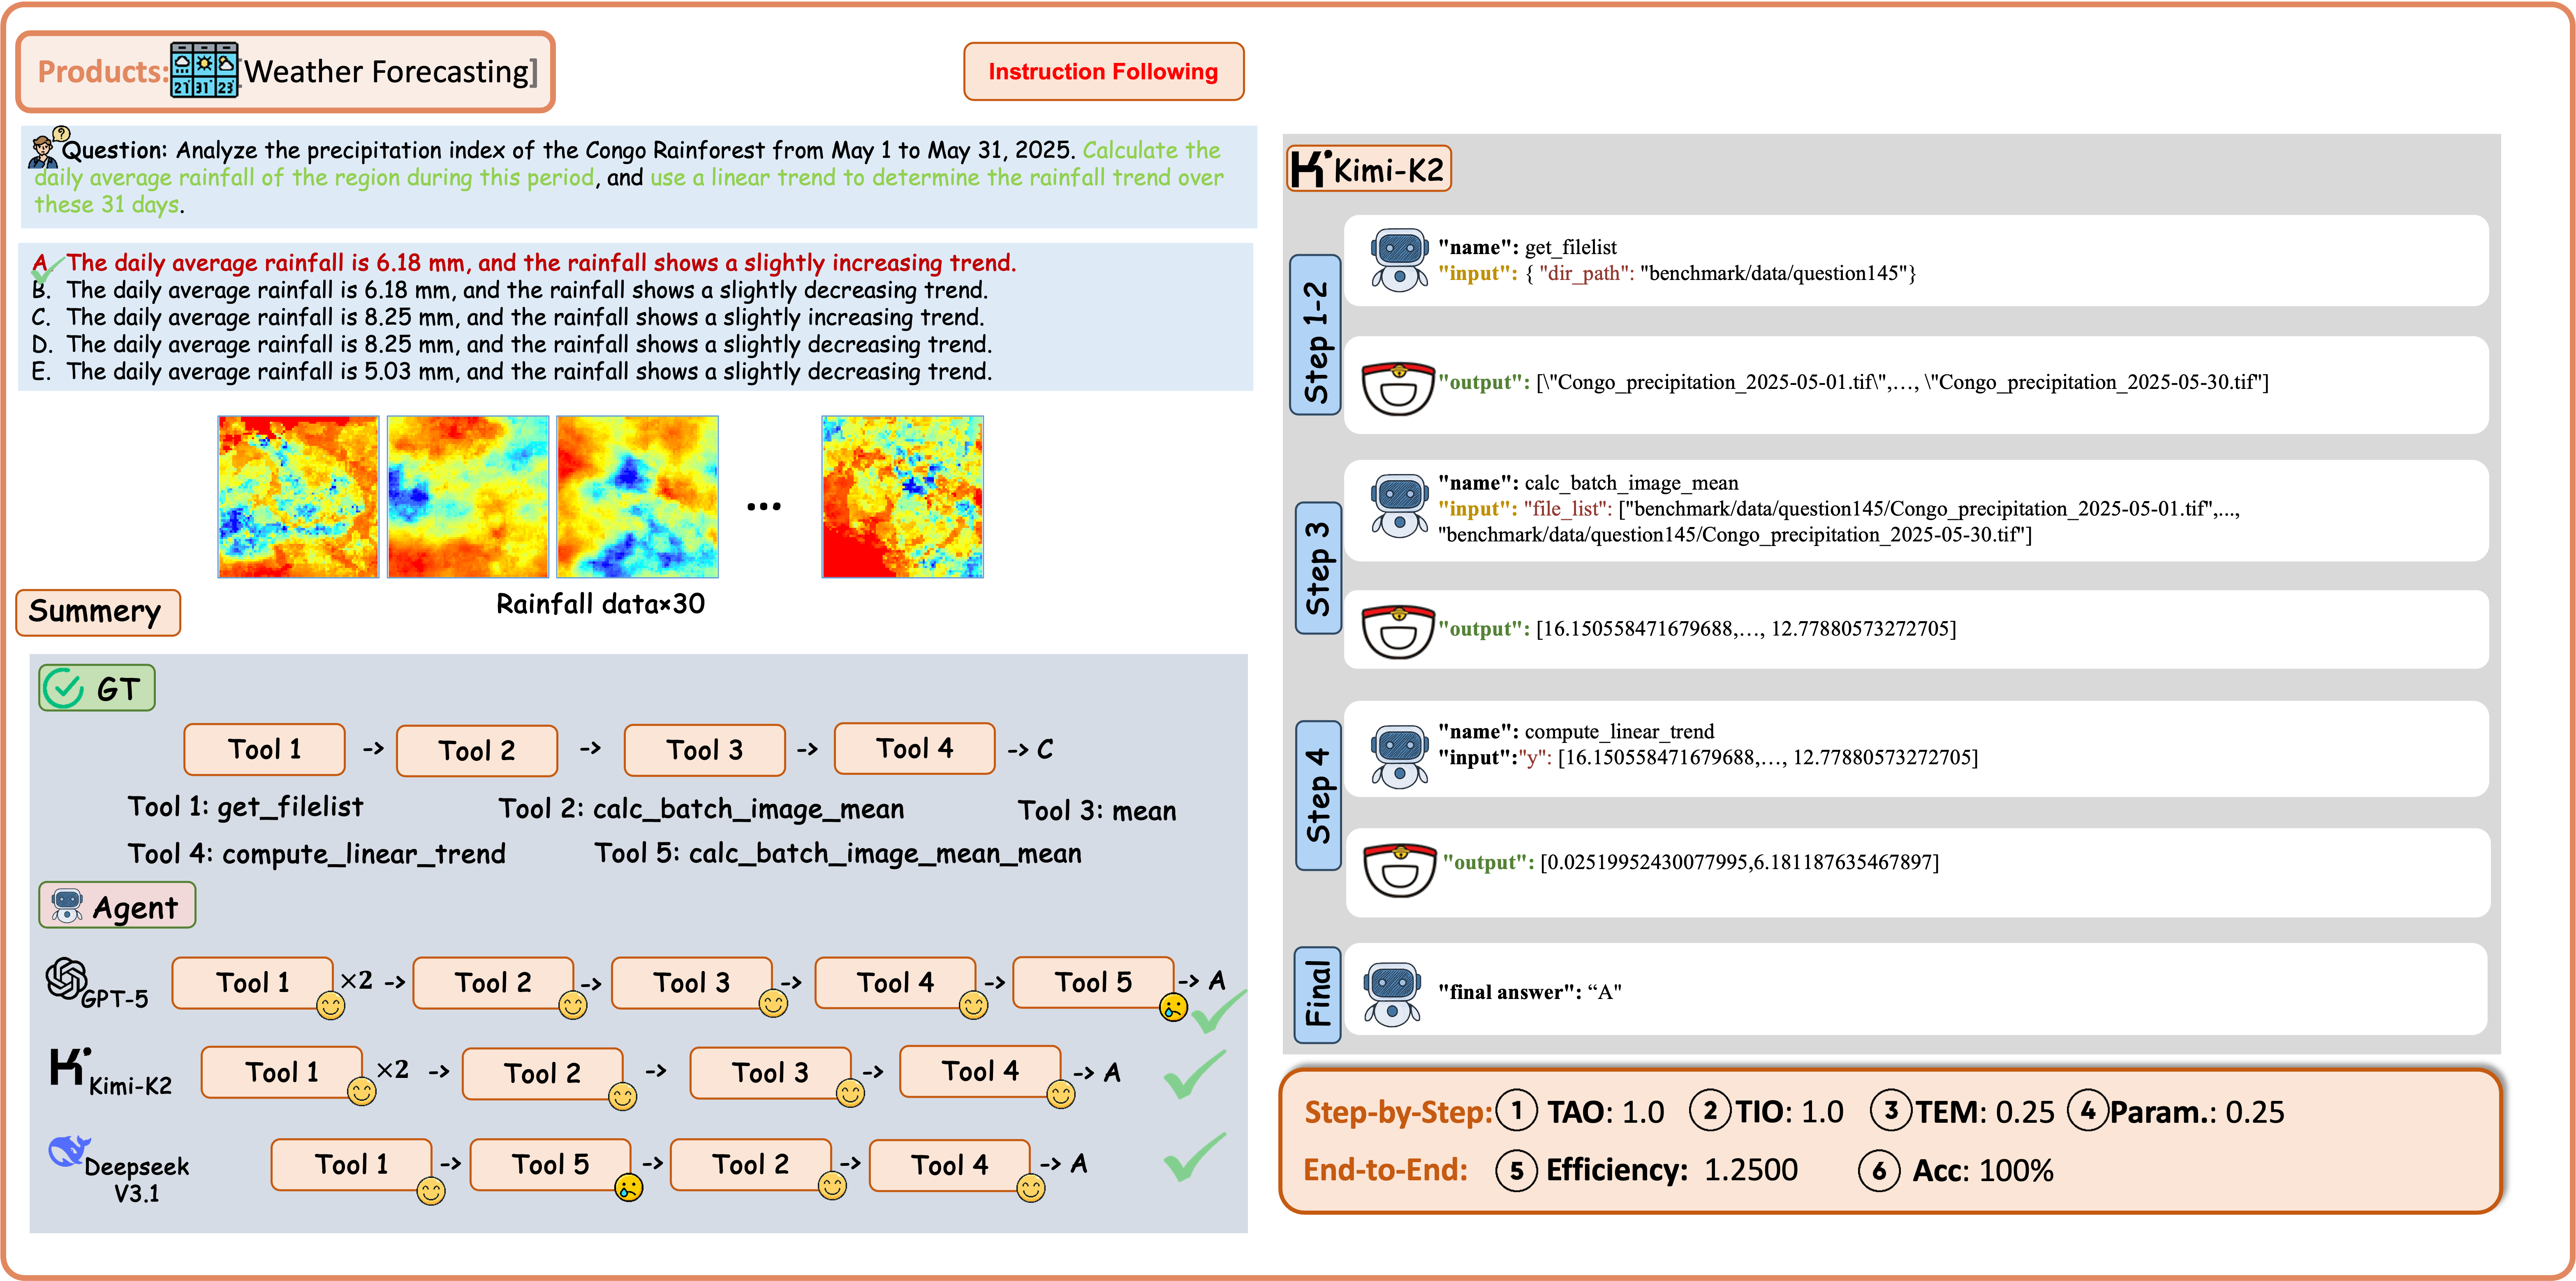 Products: [Weather Forecasting]
21 31 23
Instruction Following
Question: Analyze the precipitation index of the Congo Rainforest from May 1 to May 31, 2025. Calculate the
daily average rainfall of the region during this period, and use a linear trend to determine the rainfall trend over
these 31 days.
A. The daily average rainfall is 6.18 mm, and the rainfall shows a slightly increasing trend.
B. The daily average rainfall is 6.18 mm, and the rainfall shows a slightly decreasing trend.
C. The daily average rainfall is 8.25 mm, and the rainfall shows a slightly increasing trend.
D. The daily average rainfall is 8.25 mm, and the rainfall shows a slightly decreasing trend.
E. The daily average rainfall is 5.03 mm, and the rainfall shows a slightly decreasing trend.
...
Rainfall data×30
Summery
GT
Tool 1 -> Tool 2 -> Tool 3 -> Tool 4 -> C
Tool 1: get_filelist Tool 2: calc_batch_image_mean Tool 3: mean
Tool 4: compute_linear_trend Tool 5: calc_batch_image_mean_mean
Agent
GPT-5 Tool 1 ×2 -> Tool 2 -> Tool 3 -> Tool 4 -> Tool 5 -> A
Kimi-K2 Tool 1 ×2 -> Tool 2 -> Tool 3 -> Tool 4 -> A
Deepseek
V3.1
Tool 1 -> Tool 5 -> Tool 2 -> Tool 4 -> A
Kimi-K2
Step 1-2
"name": get_filelist
"input": { "dir_path": "benchmark/data/question145"}
"output": [\"Congo_precipitation_2025-05-01.tif\",..., \"Congo_precipitation_2025-05-30.tif"]
Step 3
"name": calc_batch_image_mean
"input": "file_list": ["benchmark/data/question145/Congo_precipitation_2025-05-01.tif",...,
"benchmark/data/question145/Congo_precipitation_2025-05-30.tif"]
"output": [16.150558471679688,..., 12.77880573272705]
Step 4
"name": compute_linear_trend
"input":"y": [16.150558471679688,..., 12.77880573272705]
"output": [0.02519952430077995,6.181187635467897]
Final
"final answer": “A"
Step-by-Step: 1 TAO: 1.0 2 TIO: 1.0 3 TEM: 0.25 4 Param.: 0.25
End-to-End: 5 Efficiency: 1.2500 6 Acc: 100%